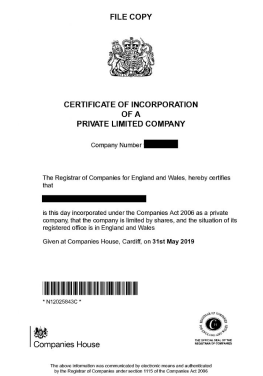 FILE COPY
CERTIFICATE OF INCORPORATION
OF A
PRIVATE LIMITED COMPANY
Company Number
The Registrar of Companies for England and Wales, hereby certifies
that
is this day incorporated under the Companies Act 2006 as a private
company, that the company is limited by shares, and the situation of its
registered office is in England and Wales
Given at Companies House, Cardiff, on 31st May 2019
* N12025943C *
Companies House
THE OFFICIAL SEAL OF THE
REGISTRAR OF COMPANIES
The above information was communicated by electronic means and authenticated
by the Registrar of Companies under section 1115 of the Companies Act 2006